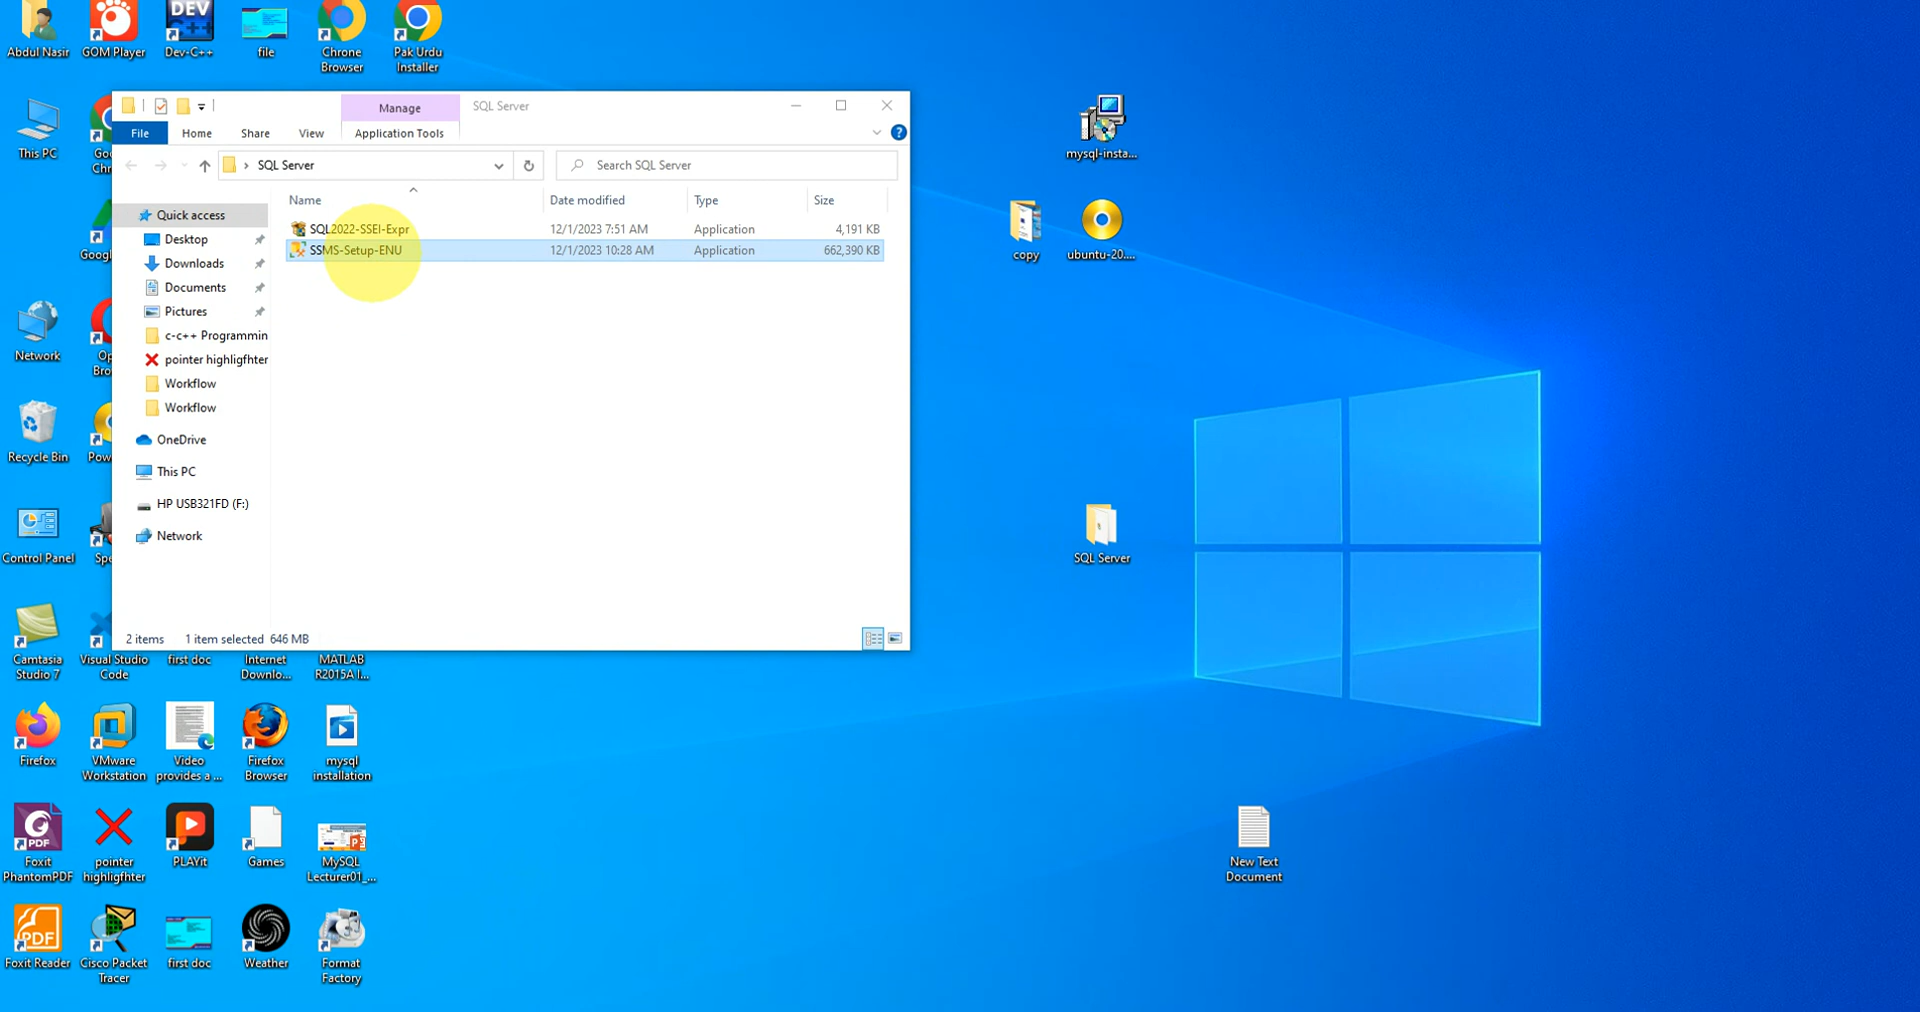 Abdul Nasir
GOM Player
DEV
C++
Dev-C++
file
Chrome
Browser
Pak Urdu
Installer
Manage
SQL Server
File
Home
Share
View
Application Tools
?
This PC
SQL Server
Search SQL Server
Name
Date modified
Type
Size
Quick access
SQL2022-SSEI-Expr
12/1/2023 7:51 AM
Application
4,191 KB
SSMS-Setup-ENU
12/1/2023 10:28 AM
Application
662,390 KB
Desktop
Downloads
Documents
Pictures
c-c++ Programmin
pointer highligfhter
Workflow
Workflow
OneDrive
This PC
HP USB321FD (F:)
Network
2 items
1 item selected
646 MB
Network
Recycle Bin
Control Panel
Camtasia
Studio 7
Visual Studio
Code
first doc
Internet
Downlo...
MATLAB
R2015A I...
mysql-insta...
copy
ubuntu-20....
SQL Server
Firefox
VMware
Workstation
Video
provides a ...
Firefox
Browser
mysql
installation
PDF
Foxit
PhantomPDF
pointer
highligfhter
PLAYit
Games
MySQL
Lecturer01_...
New Text
Document
PDF
Foxit Reader
Cisco Packet
Tracer
first doc
Weather
Format
Factory